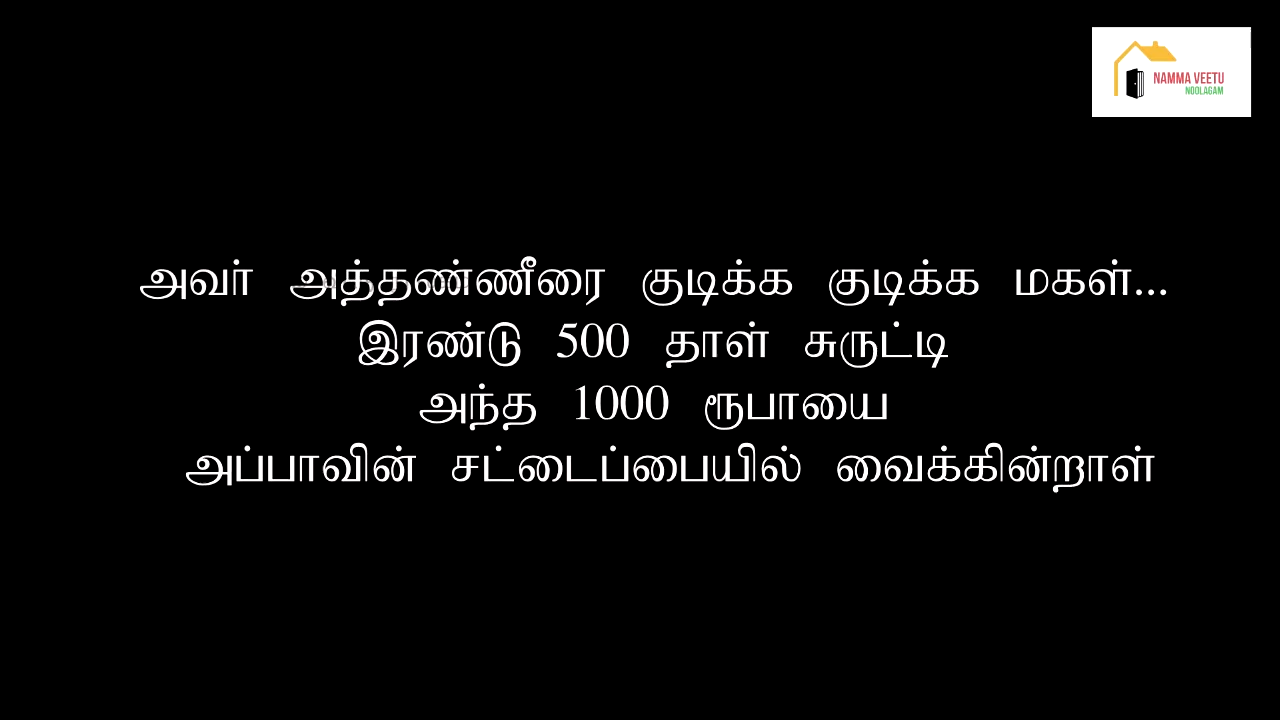 NAMMA VEETU
NOOLAGAM
அவர் அத்தண்ணீரை குடிக்க குடிக்க மகள்...
இரண்டு 500 தாள் சுருட்டி
அந்த 1000 ரூபாயை
அப்பாவின் சட்டைப்பையில் வைக்கின்றாள்